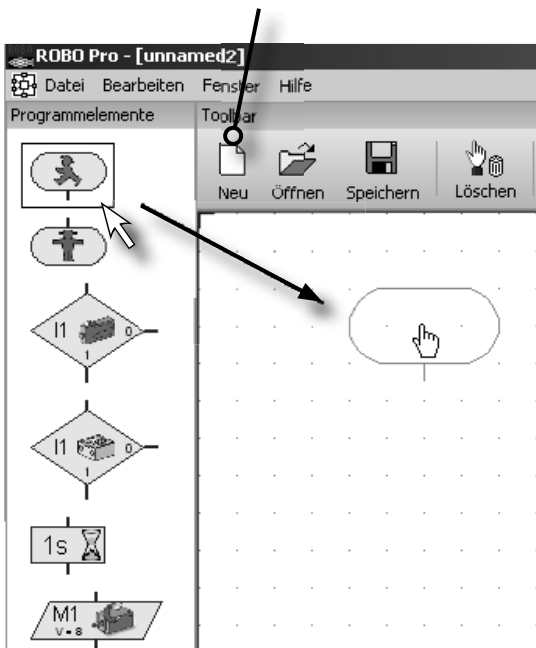 ROBO Pro - [unnamed2]
Datei Bearbeiten Fenster Hilfe
Programmelemente
Toolbar
Neu Öffnen Speichern Löschen
I1 0
1
I1 0
1
1s
M1
V=8